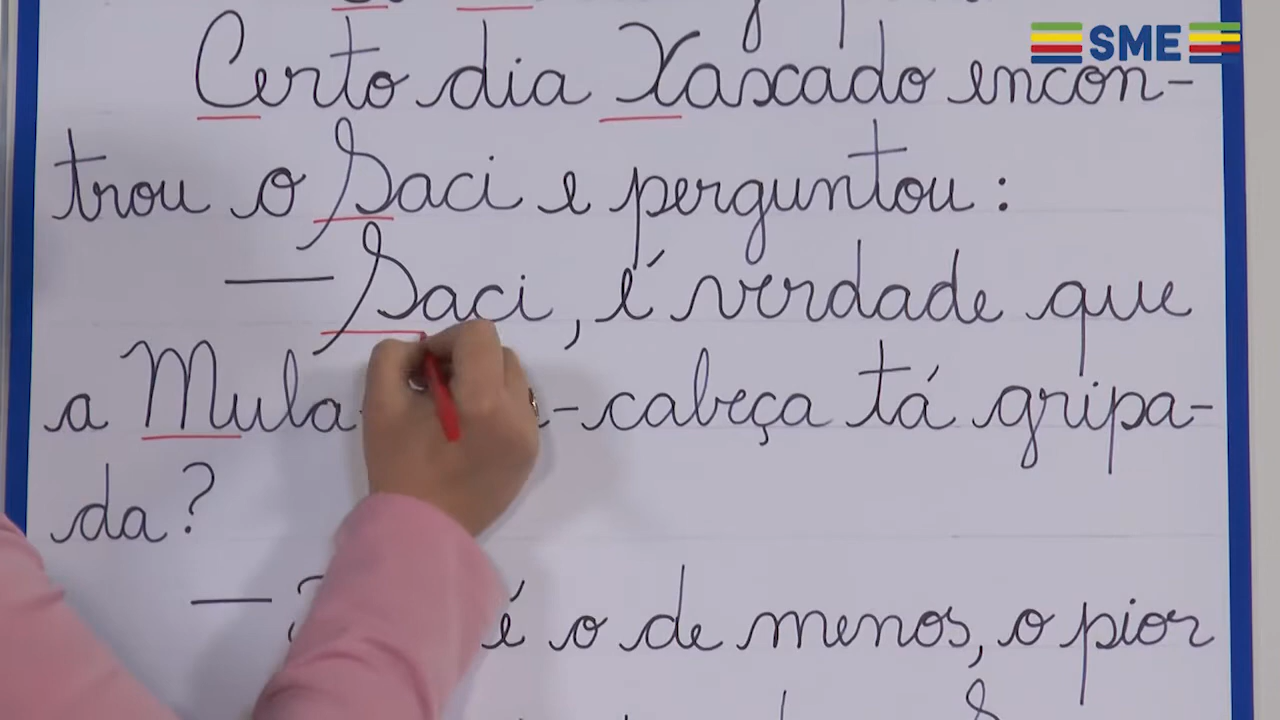 SME
Certo dia Xaxado encon-
trou o Saci e perguntou:
— Saci, é verdade que
a Mula - cabeça tá gripa-
da?
— é o de menos, o pior